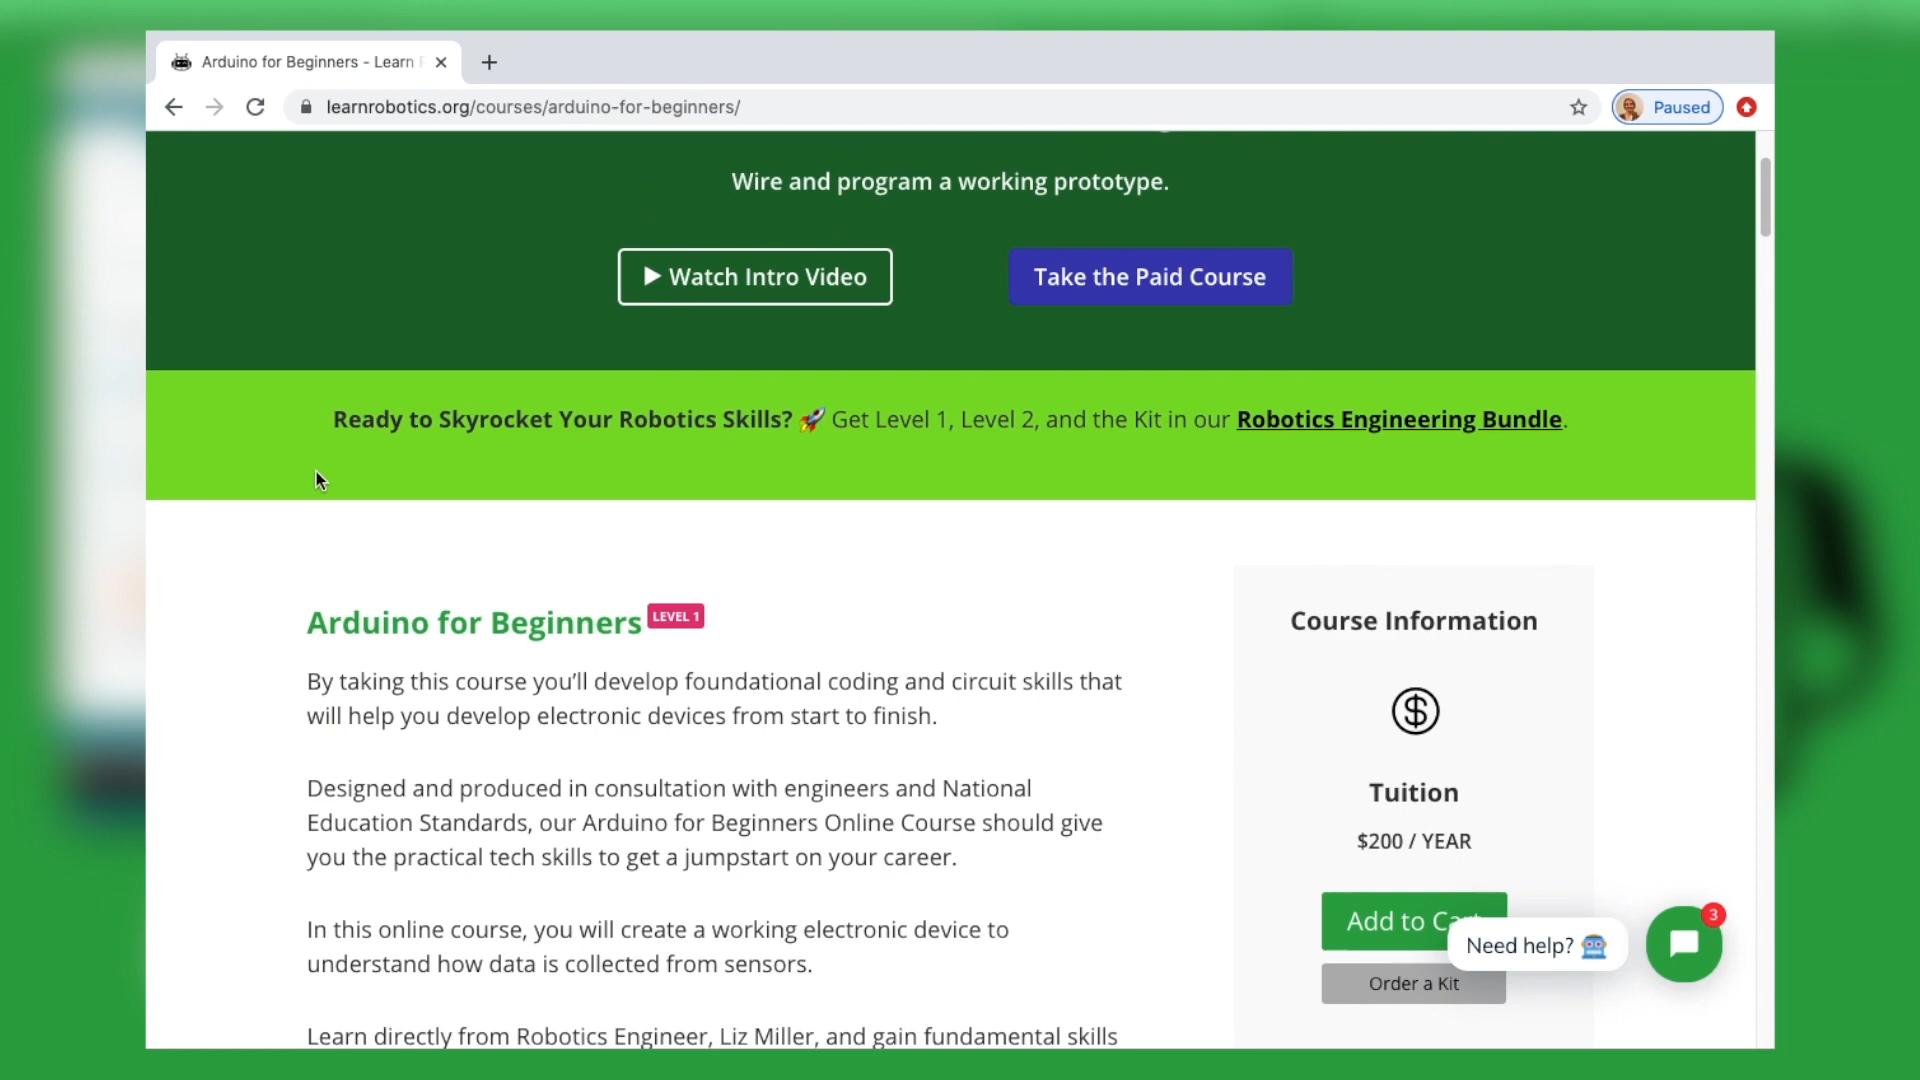 Arduino for Beginners - Learn
learnrobotics.org/courses/arduino-for-beginners/
Paused
Wire and program a working prototype.
Watch Intro Video
Take the Paid Course
Ready to Skyrocket Your Robotics Skills? 🚀 Get Level 1, Level 2, and the Kit in our Robotics Engineering Bundle.
Arduino for Beginners LEVEL 1
By taking this course you’ll develop foundational coding and circuit skills that
will help you develop electronic devices from start to finish.
Designed and produced in consultation with engineers and National
Education Standards, our Arduino for Beginners Online Course should give
you the practical tech skills to get a jumpstart on your career.
In this online course, you will create a working electronic device to
understand how data is collected from sensors.
Learn directly from Robotics Engineer, Liz Miller, and gain fundamental skills
Course Information
Tuition
$200 / YEAR
Add to
Order a Kit
Need help? 🤖
3